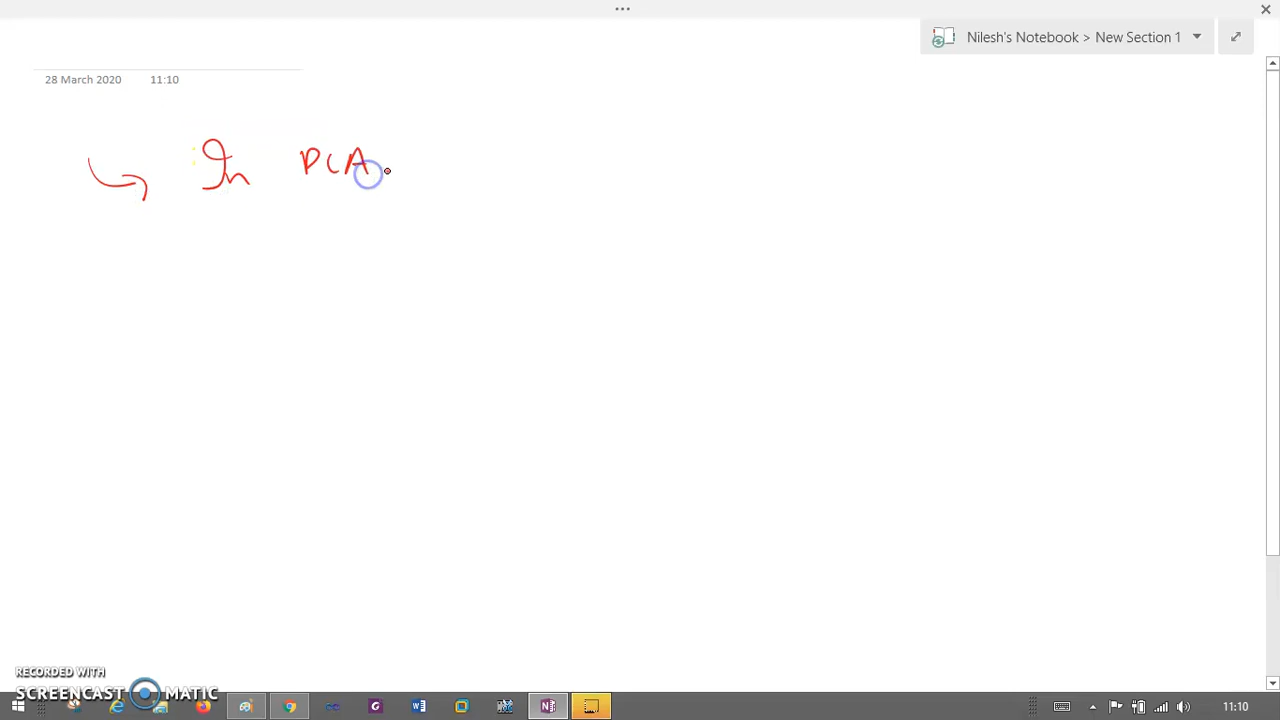 Nilesh's Notebook > New Section 1
28 March 2020 11:10
In PCA
RECORDED WITH
SCREENCAST MATIC
11:10